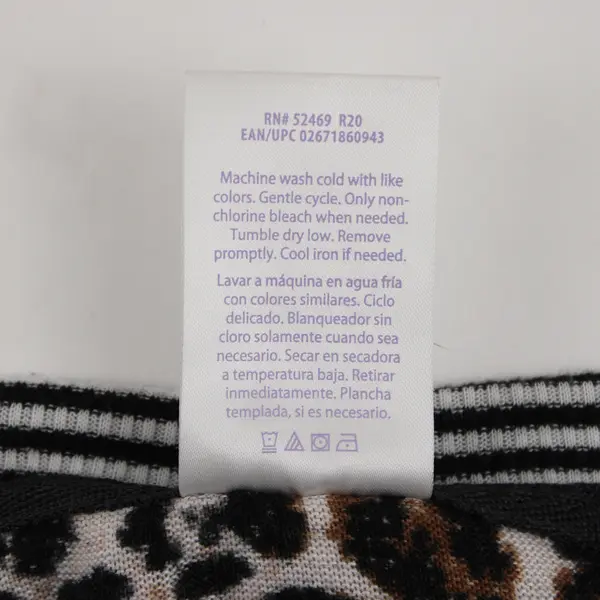 RN# 52469 R20
EAN/UPC 02671860943
Machine wash cold with like
colors. Gentle cycle. Only non-
chlorine bleach when needed.
Tumble dry low. Remove
promptly. Cool iron if needed.
Lavar a máquina en agua fría
con colores similares. Ciclo
delicado. Blanqueador sin
cloro solamente cuando sea
necesario. Secar en secadora
a temperatura baja. Retirar
inmediatamente. Plancha
templada, si es necesario.